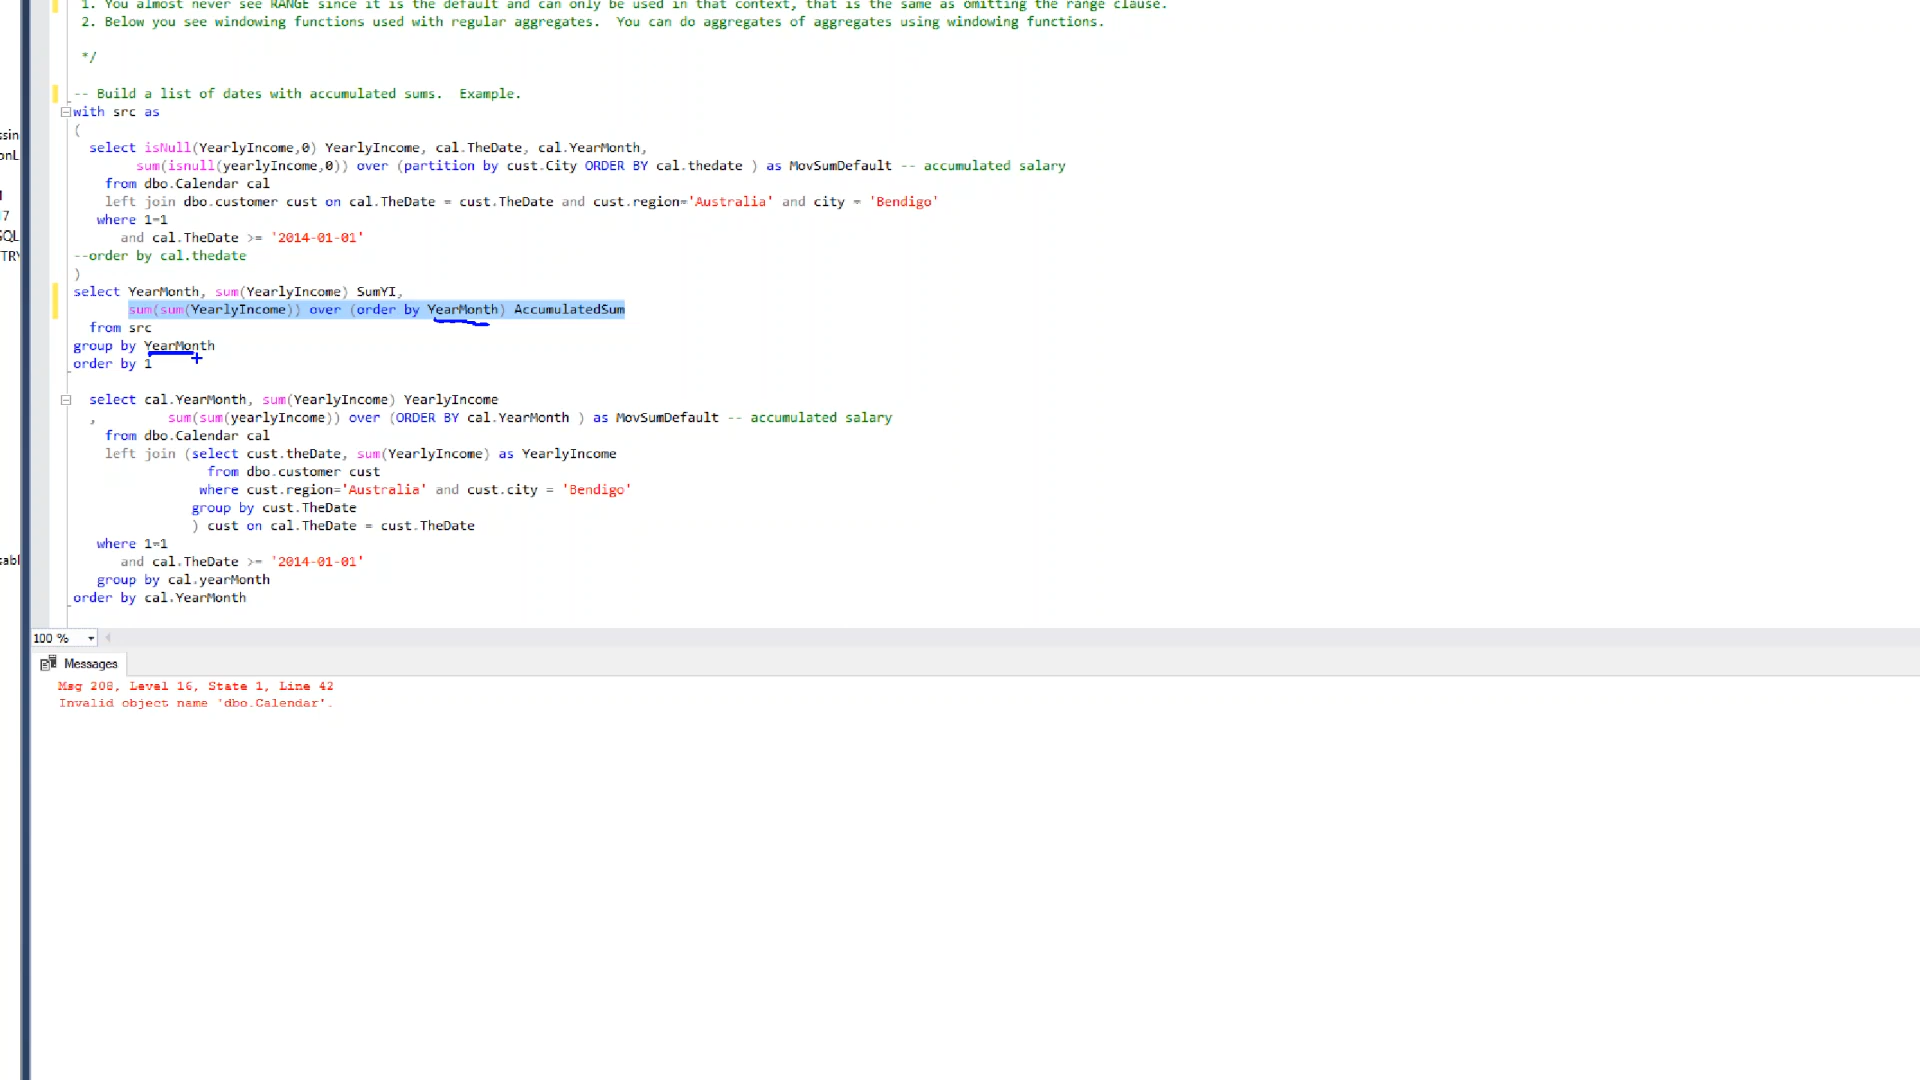 1. You almost never see RANGE since it is the default and can only be used in that context, that is the same as omitting the range clause.
2. Below you see windowing functions used with regular aggregates.  You can do aggregates of aggregates using windowing functions.
*/
-- Build a list of dates with accumulated sums.  Example.
with src as
(
select isNull(YearlyIncome,0) YearlyIncome, cal.TheDate, cal.YearMonth,
sum(isnull(yearlyIncome,0)) over (partition by cust.City ORDER BY cal.thedate ) as MovSumDefault -- accumulated salary
from dbo.Calendar cal
left join dbo.customer cust on cal.TheDate = cust.TheDate and cust.region='Australia' and city = 'Bendigo'
where 1=1
and cal.TheDate >= '2014-01-01'
--order by cal.thedate
)
select YearMonth, sum(YearlyIncome) SumYI,
sum(sum(YearlyIncome)) over (order by YearMonth) AccumulatedSum
from src
group by YearMonth
order by 1
select cal.YearMonth, sum(YearlyIncome) YearlyIncome
, sum(sum(yearlyIncome)) over (ORDER BY cal.YearMonth ) as MovSumDefault -- accumulated salary
from dbo.Calendar cal
left join (select cust.theDate, sum(YearlyIncome) as YearlyIncome
from dbo.customer cust
where cust.region='Australia' and cust.city = 'Bendigo'
group by cust.TheDate
) cust on cal.TheDate = cust.TheDate
where 1=1
and cal.TheDate >= '2014-01-01'
group by cal.yearMonth
order by cal.YearMonth
100 %
Messages
Msg 208, Level 16, State 1, Line 42
Invalid object name 'dbo.Calendar'.